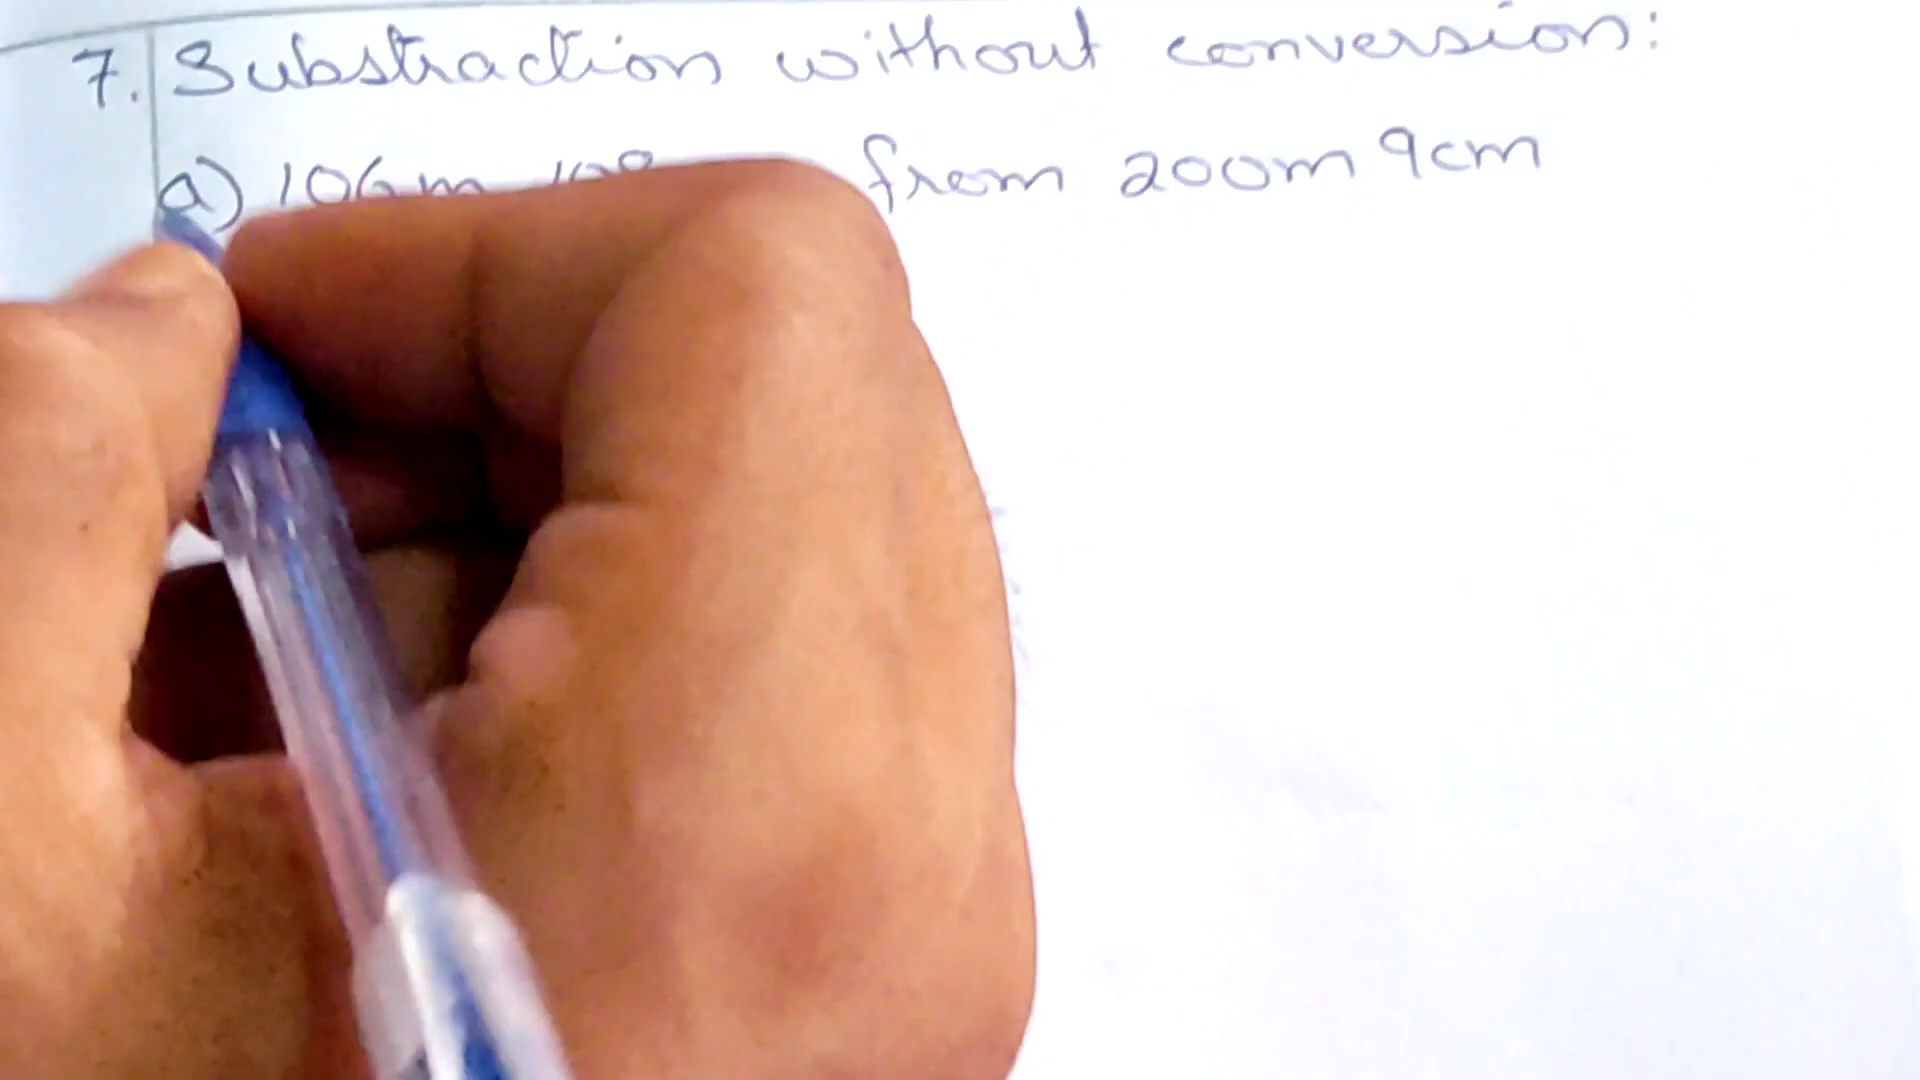 7. Substraction without conversion:
a) 106m from 200m 9cm